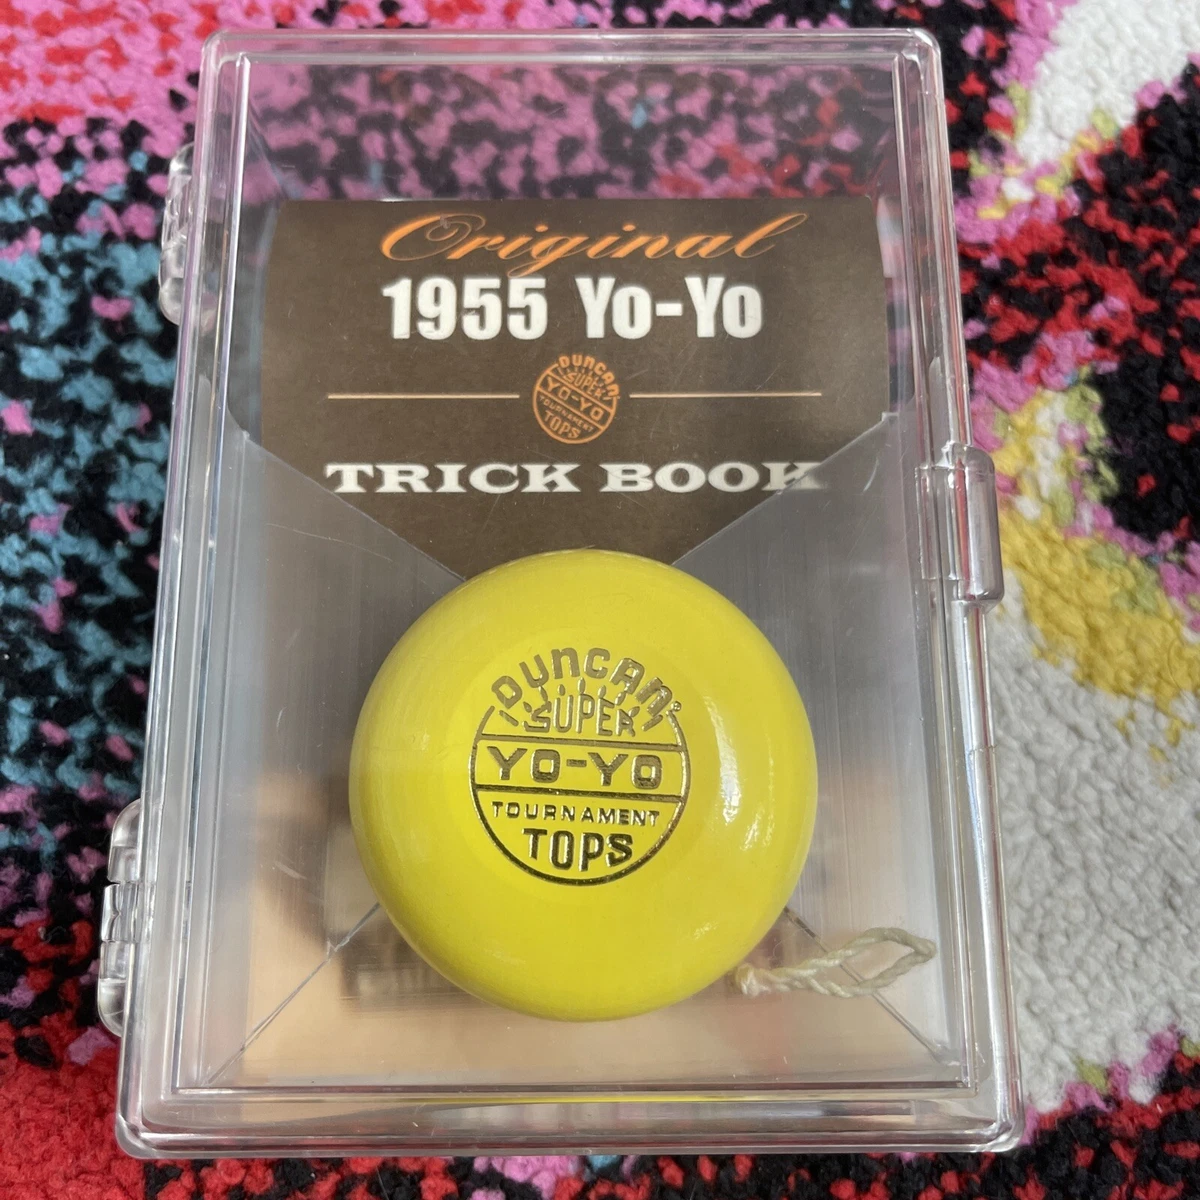 Original
1955 Yo-Yo
DUNCAN
SUPER
YO-YO
TOURNAMENT
TOPS
TRICK BOOK
DUNCAN®
SUPER
YO-YO
TOURNAMENT
TOPS